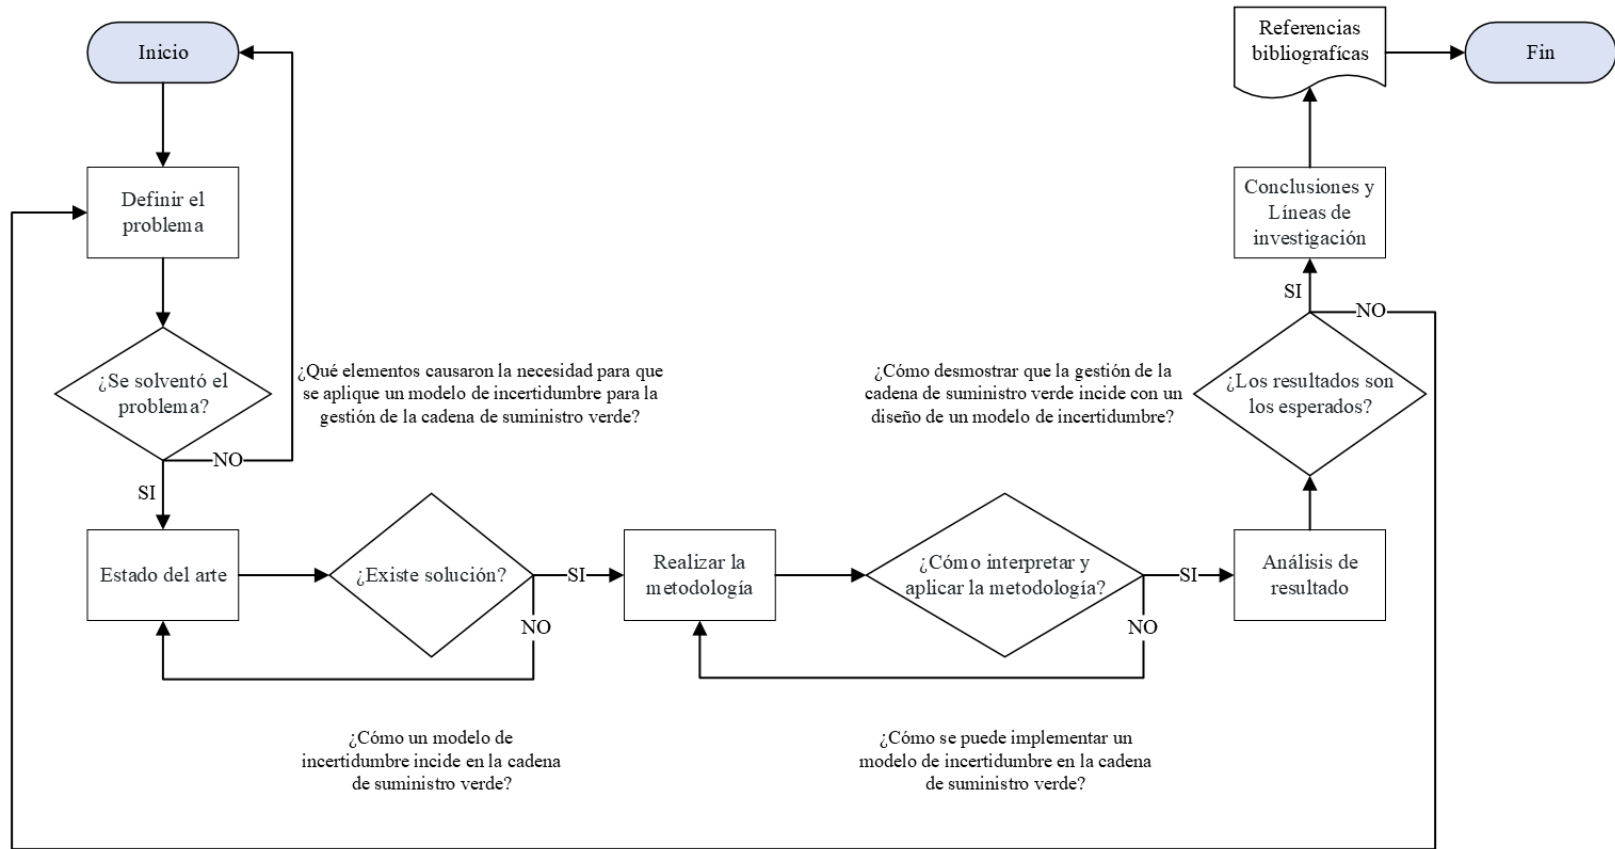 Inicio
Definir el
problema
¿Se solventó el
problema?
NO
SI
¿Qué elementos causaron la necesidad para que
se aplique un modelo de incertidumbre para la
gestión de la cadena de suministro verde?
Estado del arte
¿Existe solución?
SI
NO
¿Cómo un modelo de
incertidumbre incide en la cadena
de suministro verde?
Realizar la
metodología
¿Cómo interpretar y
aplicar la metodología?
SI
NO
¿Cómo se puede implementar un
modelo de incertidumbre en la cadena
de suministro verde?
Análisis de
resultado
¿Los resultados son
los esperados?
¿Cómo desmostrar que la gestión de la
cadena de suministro verde incide con un
diseño de un modelo de incertidumbre?
SI
NO
Conclusiones y
Líneas de
investigación
Referencias
bibliografícas
Fin